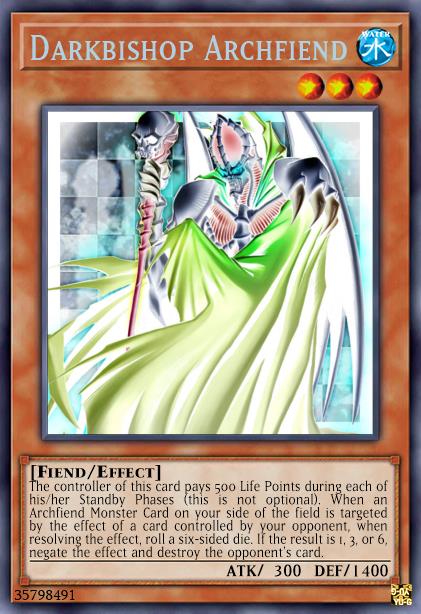 DARKBISHOP ARCHFIEND
WATER
水
[FIEND/EFFECT]
The controller of this card pays 500 Life Points during each of
his/her Standby Phases (this is not optional). When an
Archfiend Monster Card on your side of the field is targeted
by the effect of a card controlled by your opponent, when
resolving the effect, roll a six-sided die. If the result is 1, 3, or 6,
negate the effect and destroy the opponent's card.
ATK/ 300 DEF/1400
35798491